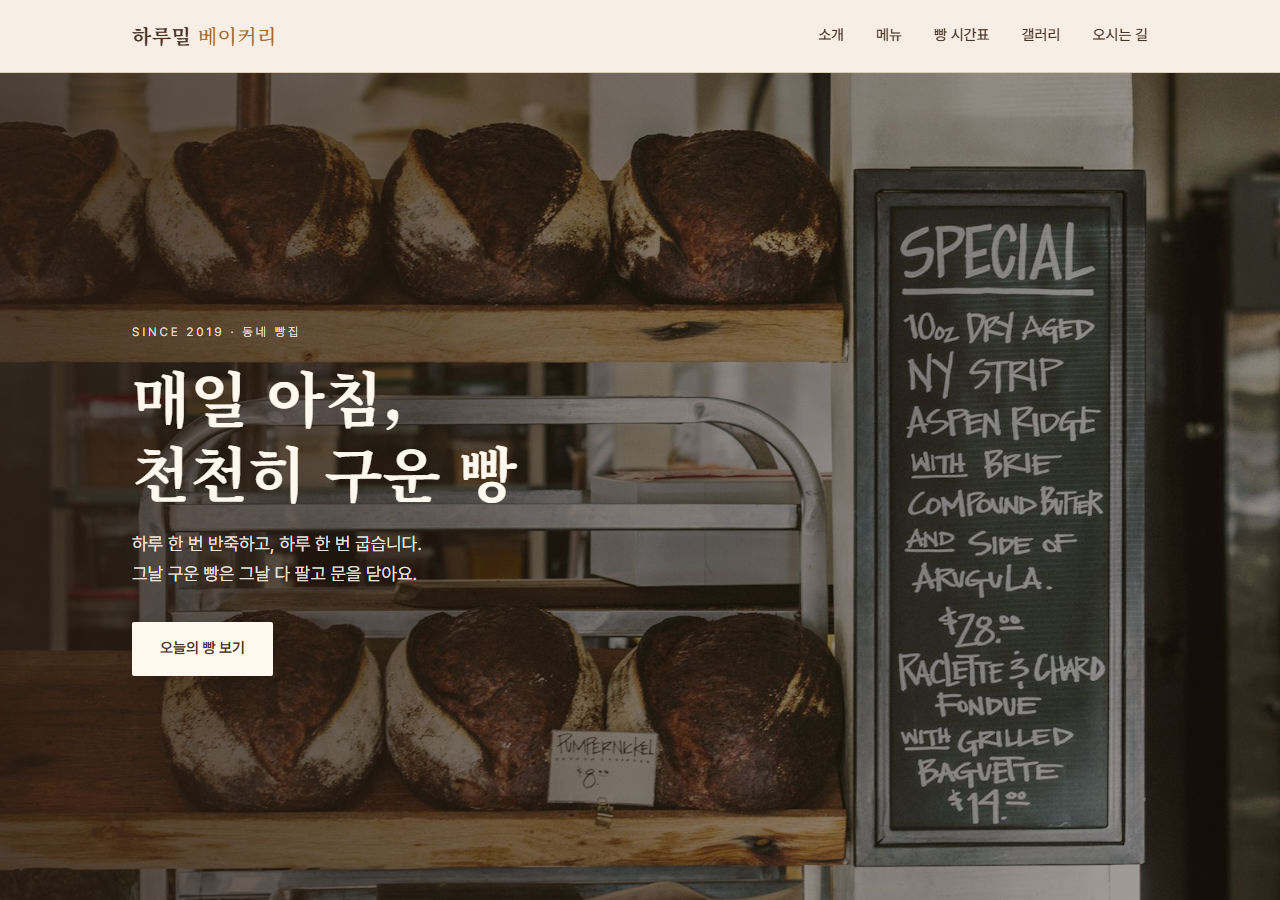 하루밀 베이커리
소개 메뉴 빵 시간표 갤러리 오시는 길
SINCE 2019 · 동네 빵집
매일 아침,
천천히 구운 빵
하루 한 번 반죽하고, 하루 한 번 굽습니다.
그날 구운 빵은 그날 다 팔고 문을 닫아요.
오늘의 빵 보기
PUMPERNICKEL
$8.00
SPECIAL
10oz DRY AGED
NY STRIP
ASPEN RIDGE
WITH BRIE
COMPOUND BUTTER
AND SIDE OF
ARUGULA.
$28.00
RACLETTE & CHARD
FONDUE
WITH GRILLED
BAGUETTE
$14.00